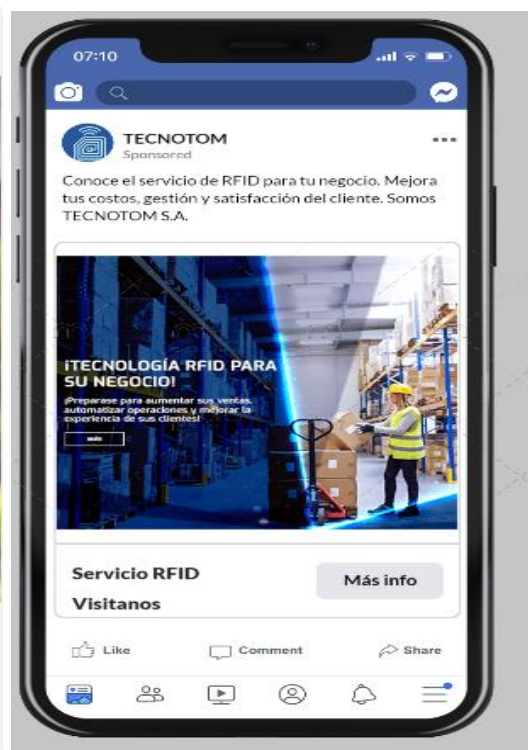 07:10
TECNOTOM
Sponsored
Conoce el servicio de RFID para tu negocio. Mejora
tus costos, gestión y satisfacción del cliente. Somos
TECNOTOM S.A.
¡TECNOLOGÍA RFID PARA
SU NEGOCIO!
¡Preparase para aumentar sus ventas,
automatizar operaciones y mejorar la
experiencia de sus clientes!
MÁS
Servicio RFID
Visitanos
Más info
Like
Comment
Share